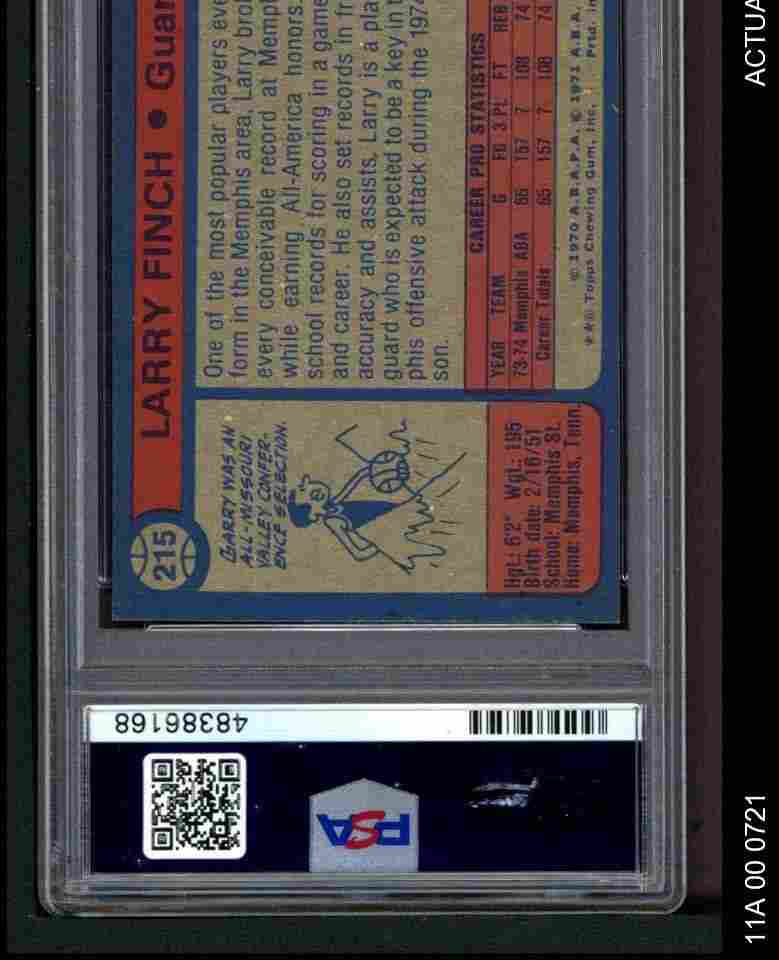 215
LARRY FINCH • Guar
LARRY WAS AN
ALL-MISSOURI
VALLEY CONFER-
ENCE SELECTION.
Hgt.: 6'2" Wgt.: 195
Birth date: 2/16/51
School: Memphis St.
Home: Memphis, Tenn.
One of the most popular players eve
form in the Memphis area, Larry brok
every conceivable record at Memp
while earning All-America honors.
school records for scoring in a game
and career. He also set records in fr
accuracy and assists. Larry is a pla
guard who is expected to be a key in t
phis offensive attack during the 1974
son.
CAREER PRO STATISTICS
YEAR TEAM G FG 3PL FT REB
73-74 Memphis ABA 65 157 7 108 74
Career Totals 65 157 7 108 74
© 1970 A.B.A.P.A. © 1971 A.B.A.
★★© Topps Chewing Gum, Inc. Prtd. in
48386168
PSA
11A 00 0721
ACTUA